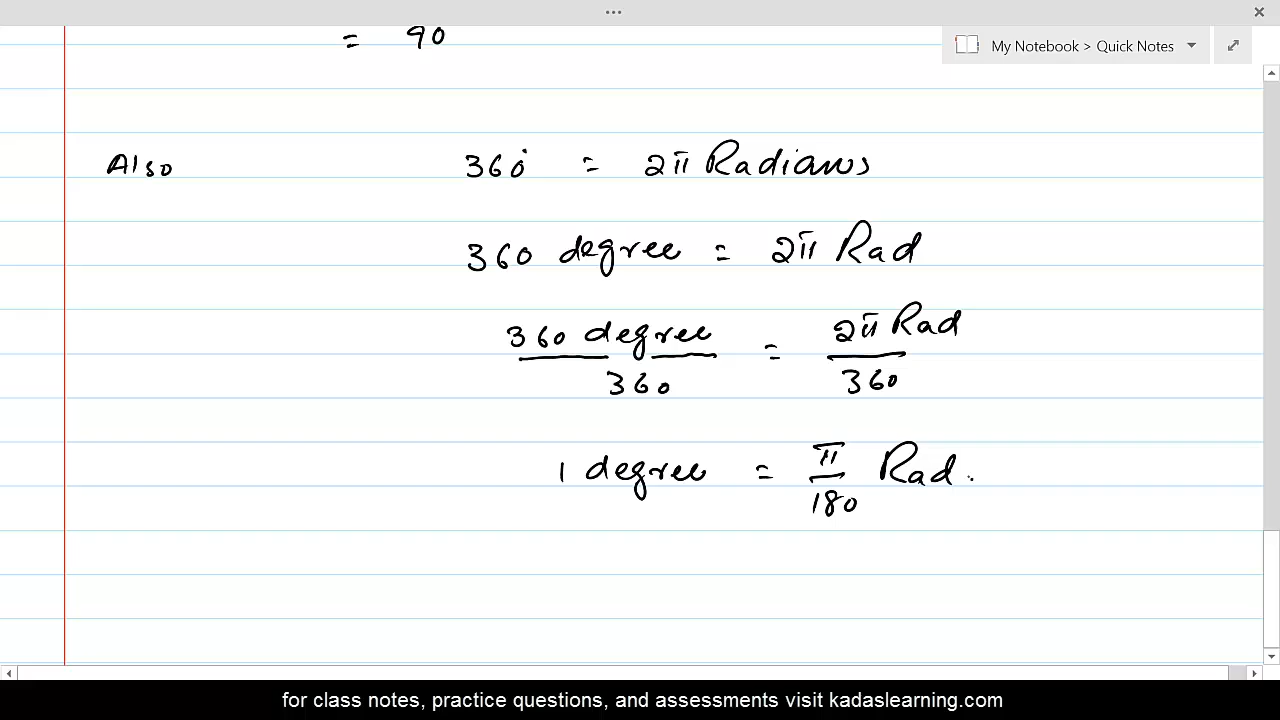 = 90
My Notebook > Quick Notes
Also 360° = 2π Radians
360 degree = 2π Rad
360 degree / 360 = 2π Rad / 360
1 degree = π / 180 Rad.
for class notes, practice questions, and assessments visit kadaslearning.com